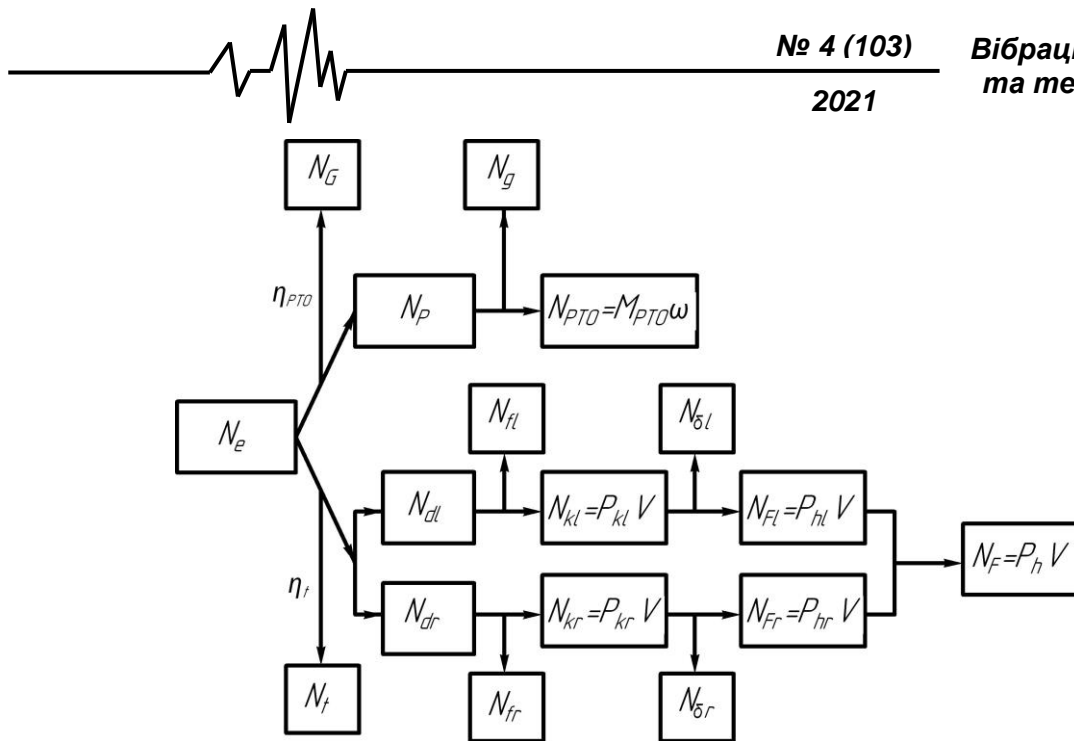 № 4 (103)
2021
Вібрац
та те
N_G
N_g
η_PTO
N_P
N_PTO=M_PTO ω
N_e
N_fl
N_δl
N_dl
N_kl=P_kl V
N_Fl=P_hl V
N_F=P_h V
η_t
N_dr
N_kr=P_kr V
N_Fr=P_hr V
N_t
N_fr
N_δr